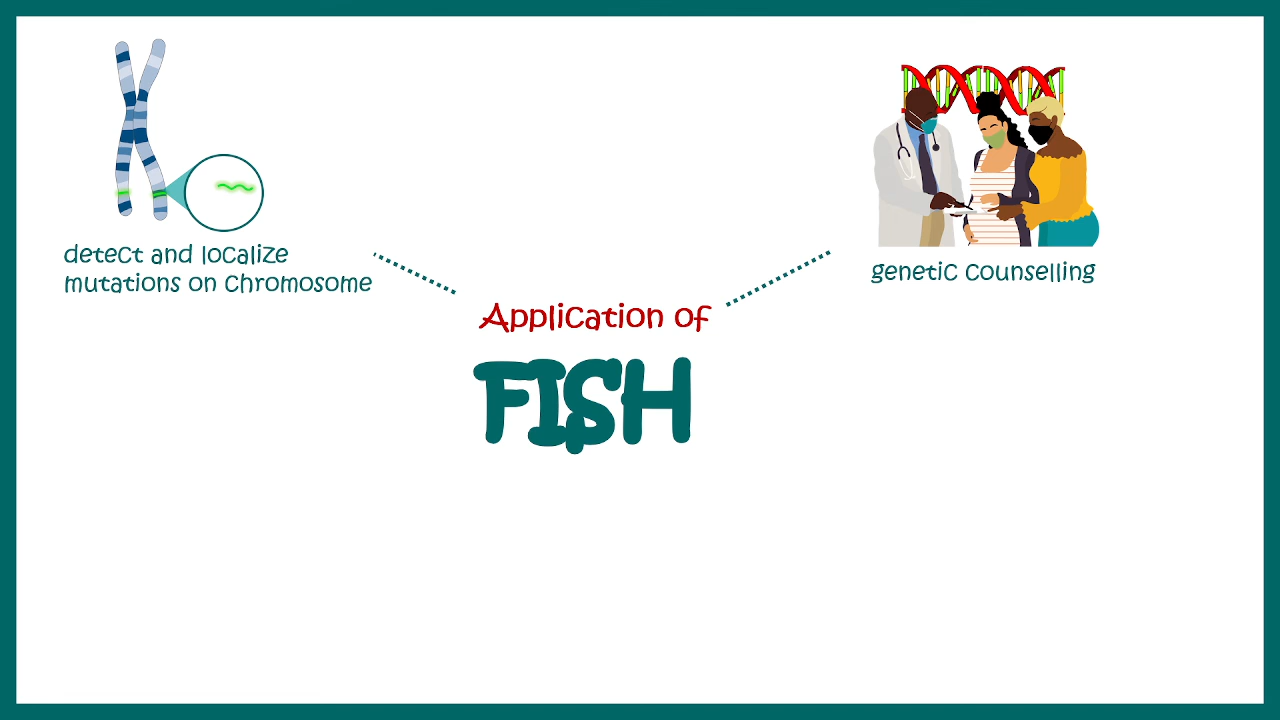 detect and localize
mutations on chromosome
genetic counselling
Application of
FISH